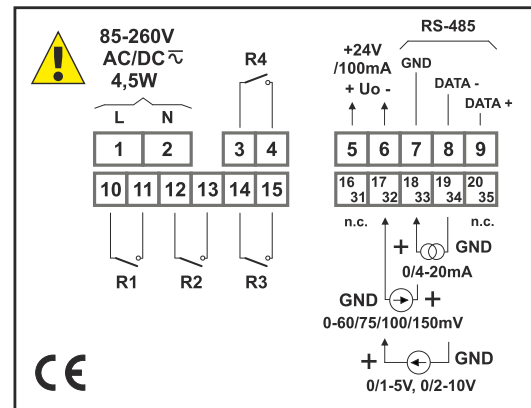 85-260V
AC/DC
4,5W
L N
1 2
R4
3 4
10 11 12 13 14 15
R1 R2 R3
RS-485
+24V
/100mA
+ Uo -
GND
DATA -
DATA +
5 6 7 8 9
16 17 18 19 20
31 32 33 34 35
n.c. n.c.
+ GND
0/4-20mA
GND +
0-60/75/100/150mV
+ GND
0/1-5V, 0/2-10V
CE